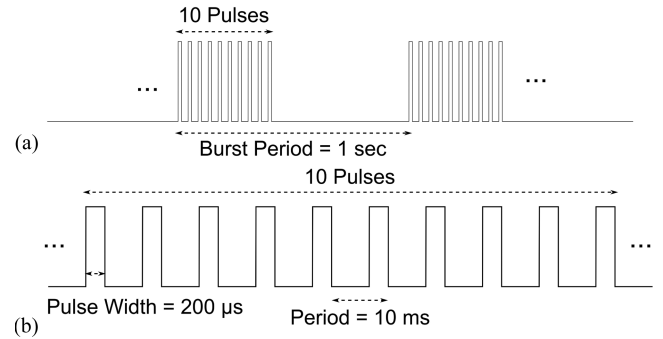 10 Pulses
...
...
Burst Period = 1 sec
(a)
10 Pulses
...
...
Pulse Width = 200 µs
Period = 10 ms
(b)